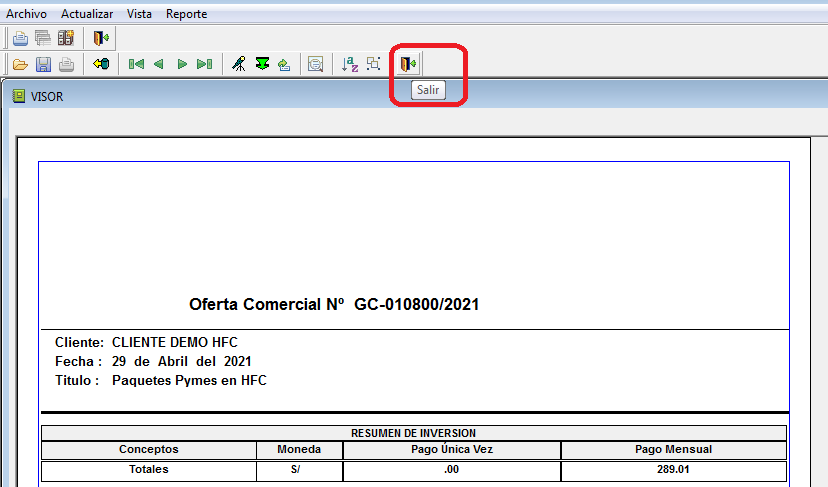 Archivo Actualizar Vista Reporte
Salir
VISOR
Oferta Comercial Nº GC-010800/2021
Cliente: CLIENTE DEMO HFC
Fecha : 29 de Abril del 2021
Titulo : Paquetes Pymes en HFC
RESUMEN DE INVERSION
Conceptos Moneda Pago Única Vez Pago Mensual
Totales S/ .00 289.01